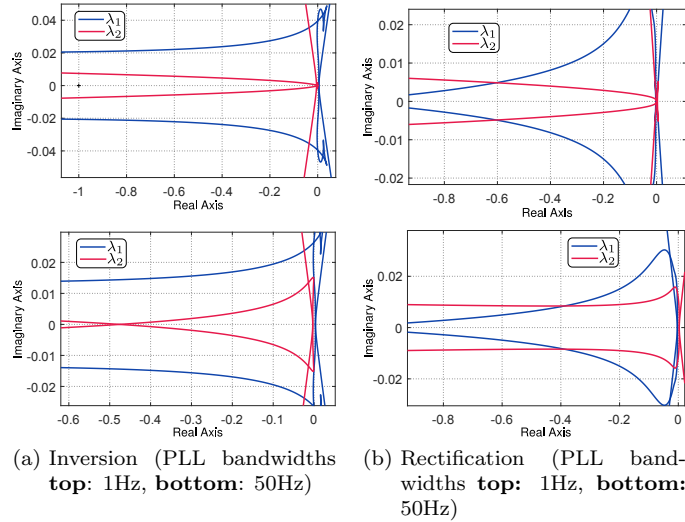 λ1
λ2
Imaginary Axis
0.04
0.02
0
-0.02
-0.04
-1
-0.8
-0.6
-0.4
-0.2
0
Real Axis
λ1
λ2
Imaginary Axis
0.02
0.01
0
-0.01
-0.02
-0.8
-0.6
-0.4
-0.2
0
Real Axis
λ1
λ2
Imaginary Axis
0.02
0.01
0
-0.01
-0.02
-0.6
-0.5
-0.4
-0.3
-0.2
-0.1
0
Real Axis
λ1
λ2
Imaginary Axis
0.02
0
-0.02
-0.8
-0.6
-0.4
-0.2
0
Real Axis
(a) Inversion (PLL bandwidths
top: 1Hz, bottom: 50Hz)
(b) Rectification (PLL band-
widths top: 1Hz, bottom:
50Hz)